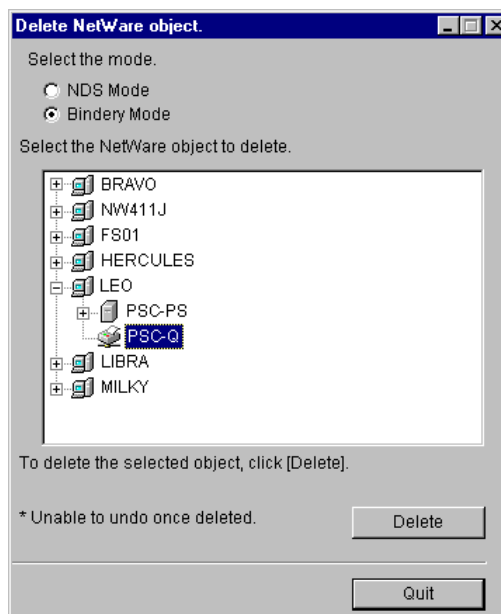 Delete NetWare object.
Select the mode.
NDS Mode
Bindery Mode
Select the NetWare object to delete.
BRAVO
NW411J
FS01
HERCULES
LEO
PSC-PS
PSC-Q
LIBRA
MILKY
To delete the selected object, click [Delete].
* Unable to undo once deleted.
Delete
Quit